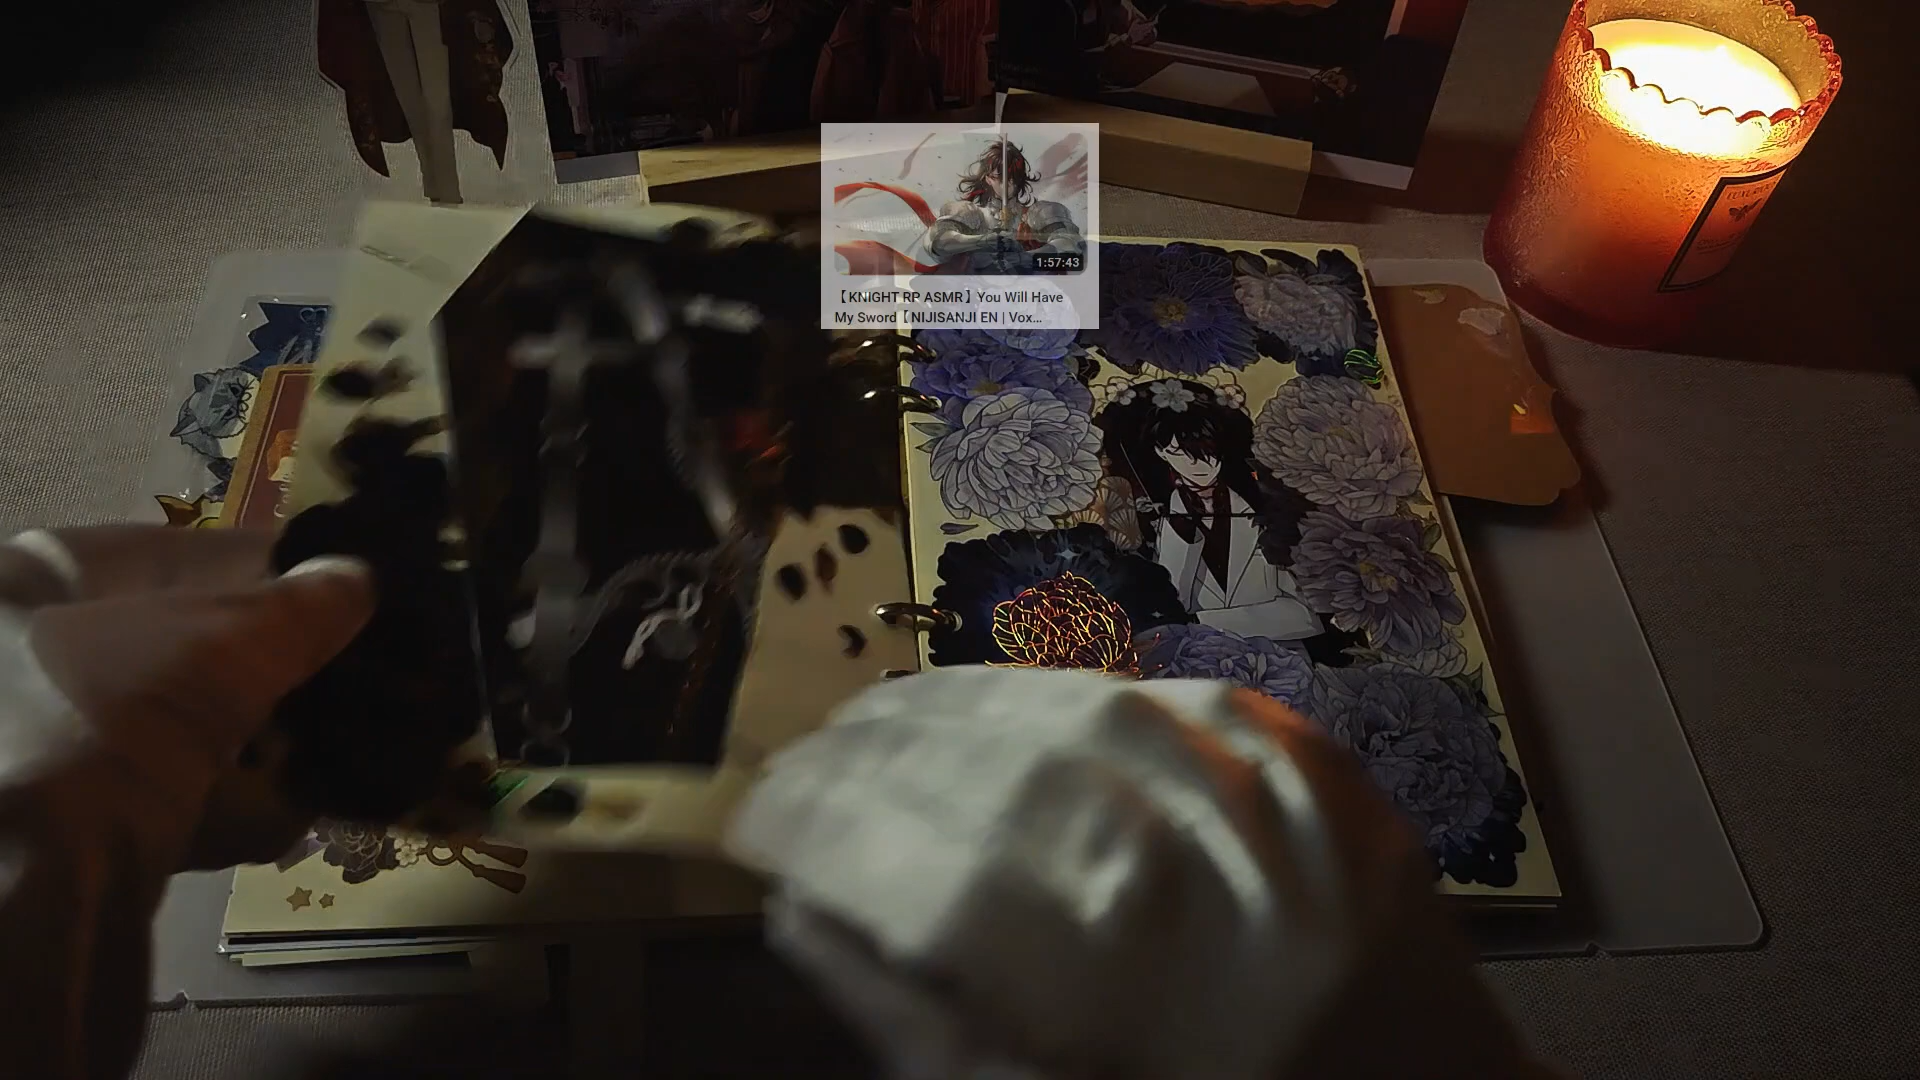 1:57:43
【KNIGHT RP ASMR】You Will Have
My Sword【NIJISANJI EN | Vox...